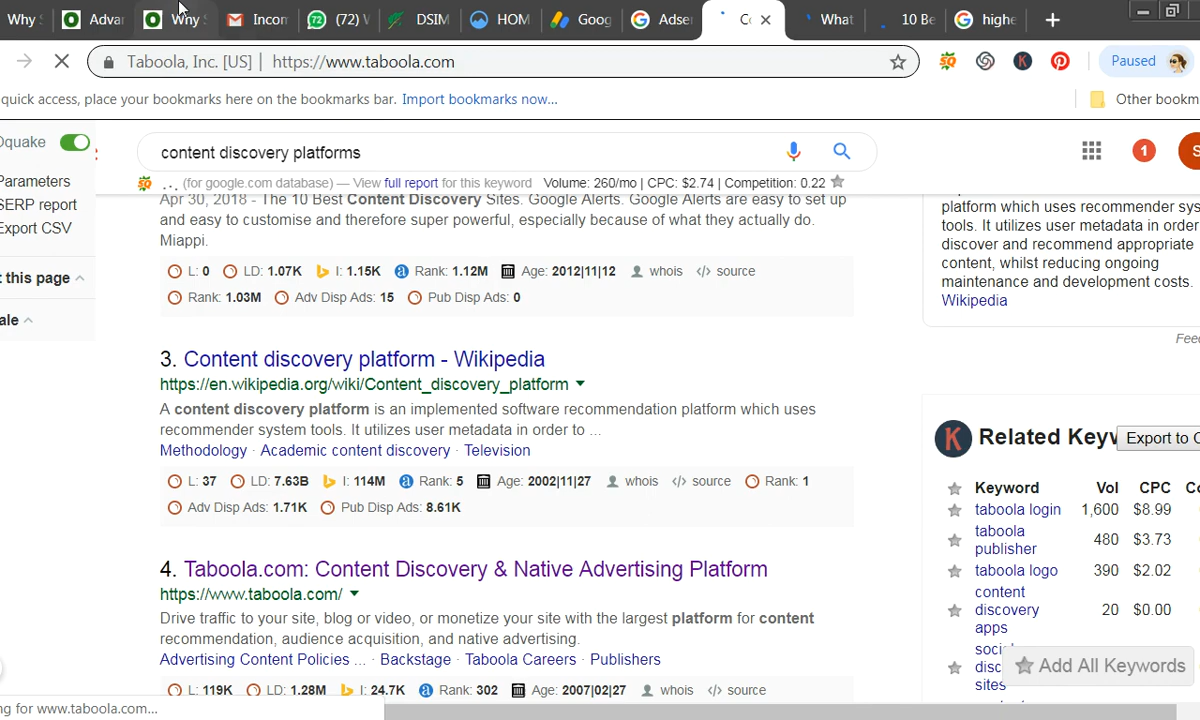 Why
Advar
Why
Incon
(72) W
DSIM
HOM
Goog
Adse
Co
What
10 Be
highe
Taboola, Inc. [US] | https://www.taboola.com
Paused
quick access, place your bookmarks here on the bookmarks bar. Import bookmarks now...
Other bookm
Oquake
content discovery platforms
1
S
... (for google.com database) — View full report for this keyword Volume: 260/mo | CPC: $2.74 | Competition: 0.22
Parameters
SERP report
Export CSV
t this page
ale
Apr 30, 2018 - The 10 Best Content Discovery Sites. Google Alerts. Google Alerts are easy to set up
and easy to customise and therefore super powerful, especially because of what they actually do.
Miappi.
L: 0 LD: 1.07K I: 1.15K Rank: 1.12M Age: 2012|11|12 whois </> source
Rank: 1.03M Adv Disp Ads: 15 Pub Disp Ads: 0
3. Content discovery platform - Wikipedia
https://en.wikipedia.org/wiki/Content_discovery_platform
A content discovery platform is an implemented software recommendation platform which uses
recommender system tools. It utilizes user metadata in order to ...
Methodology · Academic content discovery · Television
L: 37 LD: 7.63B I: 114M Rank: 5 Age: 2002|11|27 whois </> source Rank: 1
Adv Disp Ads: 1.71K Pub Disp Ads: 8.61K
4. Taboola.com: Content Discovery & Native Advertising Platform
https://www.taboola.com/
Drive traffic to your site, blog or video, or monetize your site with the largest platform for content
recommendation, audience acquisition, and native advertising.
Advertising Content Policies ... · Backstage · Taboola Careers · Publishers
L: 119K LD: 1.28M I: 24.7K Rank: 302 Age: 2007|02|27 whois </> source
ng for www.taboola.com...
platform which uses recommender sys
tools. It utilizes user metadata in order
discover and recommend appropriate
content, whilst reducing ongoing
maintenance and development costs.
Wikipedia
Feed
K Related Keyw Export to C
Keyword Vol CPC Co
taboola login 1,600 $8.99
taboola
publisher 480 $3.73
taboola logo 390 $2.02
content
discovery 20 $0.00
apps
social
disc
sites
Add All Keywords